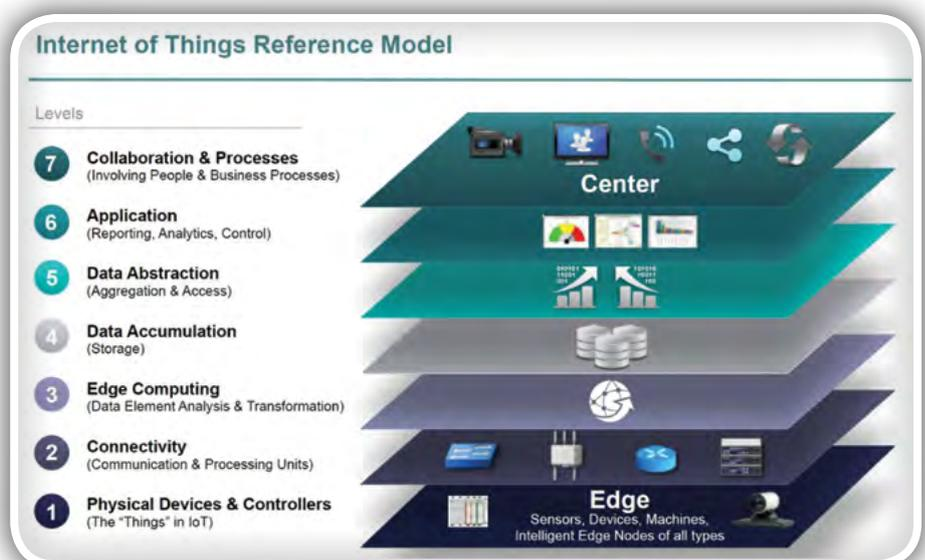 Internet of Things Reference Model
Levels
7
Collaboration & Processes
(Involving People & Business Processes)
6
Application
(Reporting, Analytics, Control)
5
Data Abstraction
(Aggregation & Access)
4
Data Accumulation
(Storage)
3
Edge Computing
(Data Element Analysis & Transformation)
2
Connectivity
(Communication & Processing Units)
1
Physical Devices & Controllers
(The "Things" in IoT)
Center
Edge
Sensors, Devices, Machines,
Intelligent Edge Nodes of all types